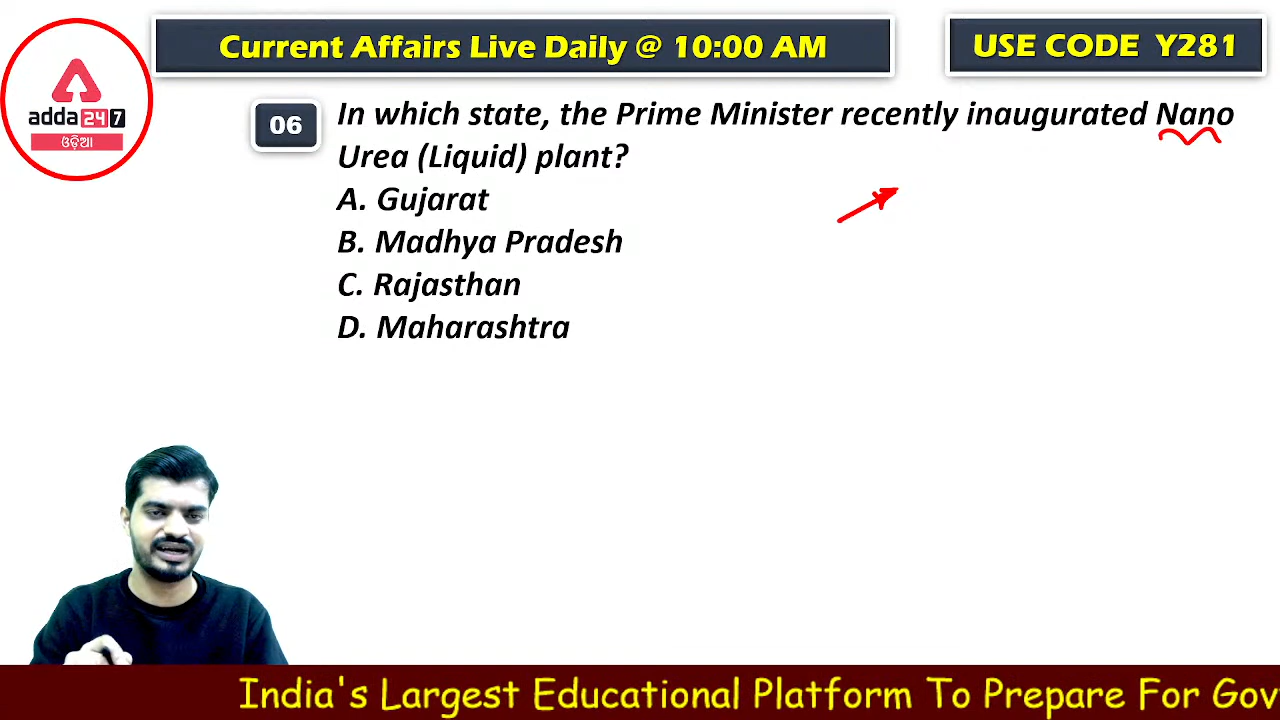 Current Affairs Live Daily @ 10:00 AM
USE CODE Y281
adda 24 7
ଓଡ଼ିଆ
06
In which state, the Prime Minister recently inaugurated Nano
Urea (Liquid) plant?
A. Gujarat
B. Madhya Pradesh
C. Rajasthan
D. Maharashtra
India's Largest Educational Platform To Prepare For Gov